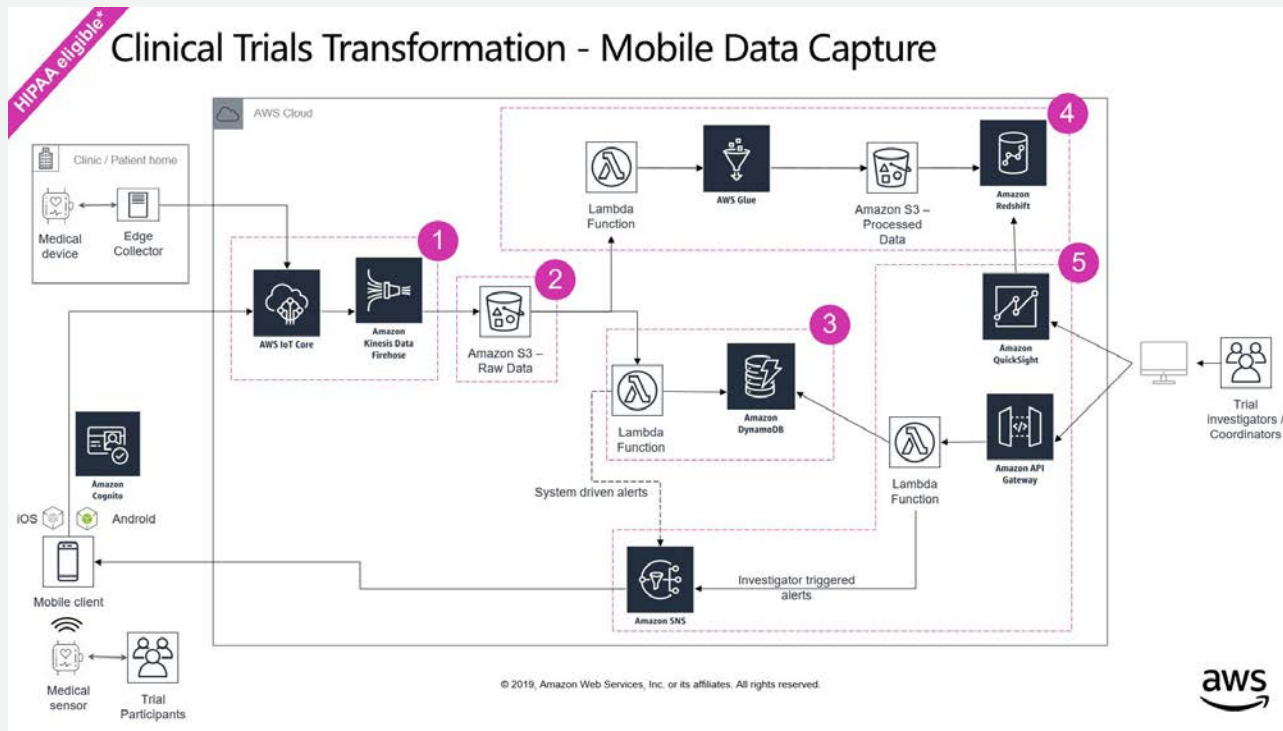 HIPAA eligible*
Clinical Trials Transformation - Mobile Data Capture
AWS Cloud
4
Clinic / Patient home
Medical
device
Edge
Collector
Lambda
Function
AWS Glue
Amazon S3 –
Processed
Data
Amazon
Redshift
1
AWS IoT Core
Amazon
Kinesis Data
Firehose
2
Amazon S3 –
Raw Data
3
Lambda
Function
Amazon
DynamoDB
5
Amazon
QuickSight
Amazon API
Gateway
Lambda
Function
Trial
investigators /
Coordinators
Amazon
Cognito
iOS
Android
Mobile client
System driven alerts
Amazon SNS
Investigator triggered
alerts
Medical
sensor
Trial
Participants
© 2019, Amazon Web Services, Inc. or its affiliates. All rights reserved.
aws